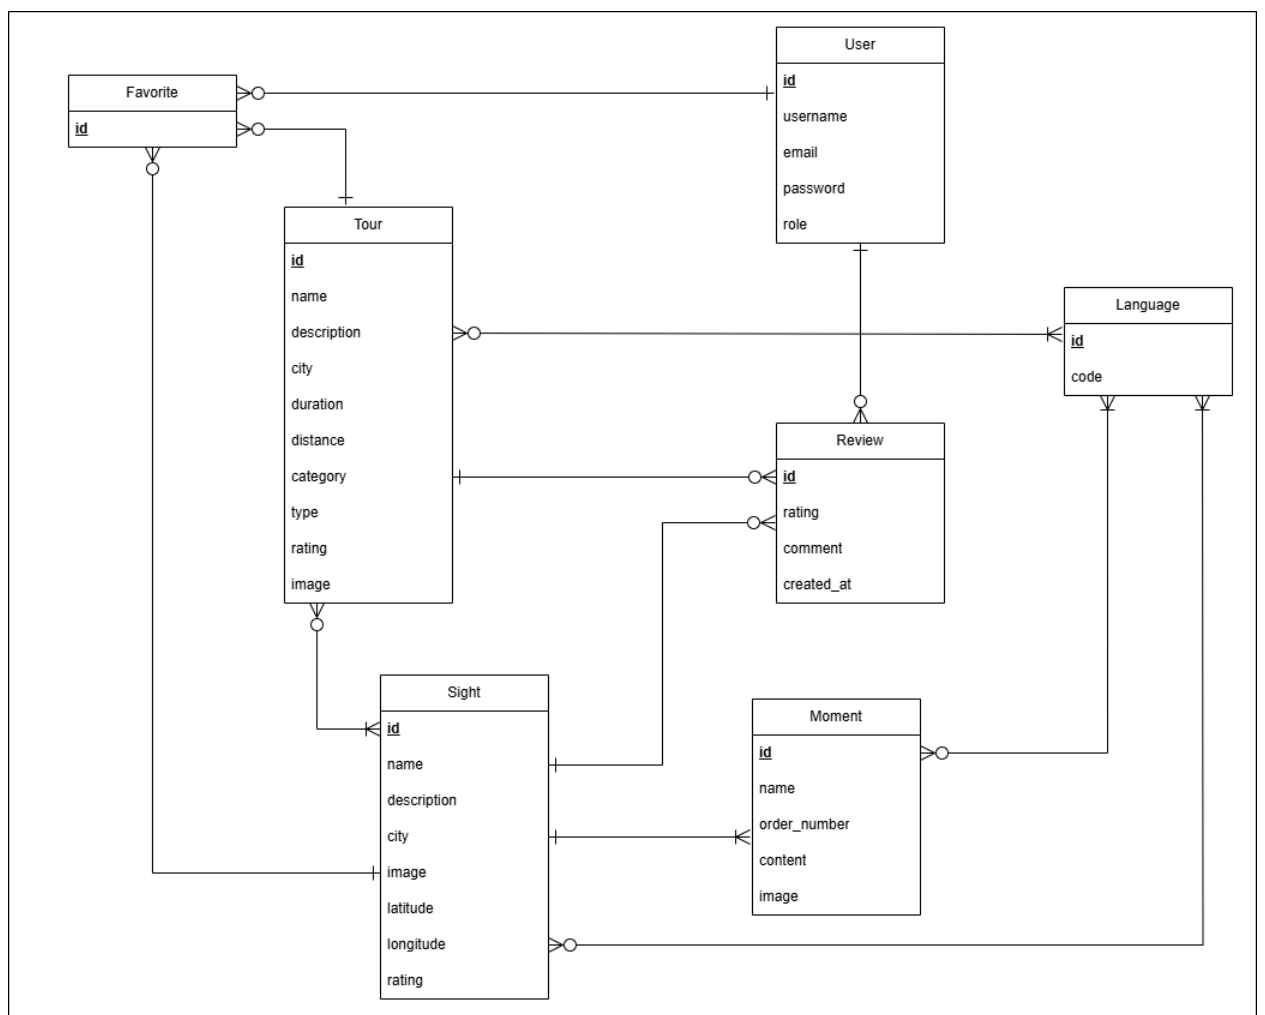 User
id
username
email
password
role
Favorite
id
Tour
id
name
description
city
duration
distance
category
type
rating
image
Language
id
code
Review
id
rating
comment
created_at
Sight
id
name
description
city
image
latitude
longitude
rating
Moment
id
name
order_number
content
image